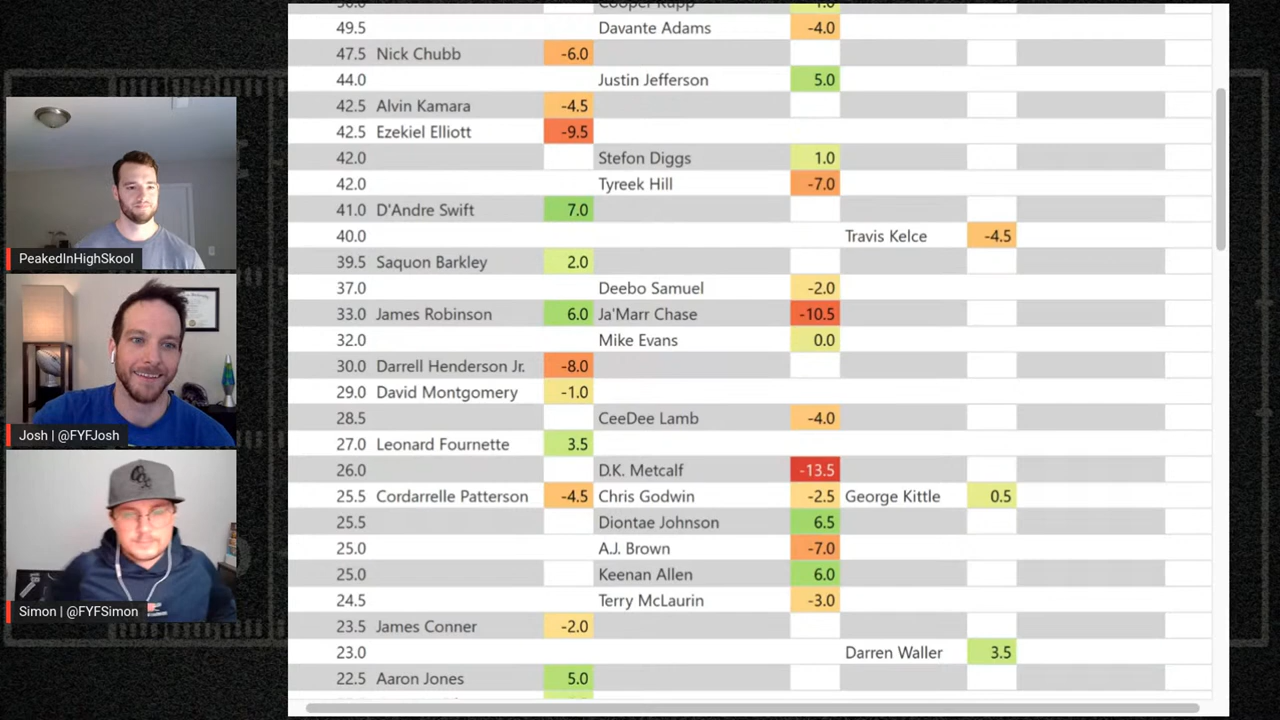 Cooper Kupp
49.5 Davante Adams -4.0
47.5 Nick Chubb -6.0
44.0 Justin Jefferson 5.0
42.5 Alvin Kamara -4.5
42.5 Ezekiel Elliott -9.5
42.0 Stefon Diggs 1.0
42.0 Tyreek Hill -7.0
41.0 D'Andre Swift 7.0
40.0 Travis Kelce -4.5
39.5 Saquon Barkley 2.0
37.0 Deebo Samuel -2.0
33.0 James Robinson 6.0 Ja'Marr Chase -10.5
32.0 Mike Evans 0.0
30.0 Darrell Henderson Jr. -8.0
29.0 David Montgomery -1.0
28.5 CeeDee Lamb -4.0
27.0 Leonard Fournette 3.5
26.0 D.K. Metcalf -13.5
25.5 Cordarrelle Patterson -4.5 Chris Godwin -2.5 George Kittle 0.5
25.5 Diontae Johnson 6.5
25.0 A.J. Brown -7.0
25.0 Keenan Allen 6.0
24.5 Terry McLaurin -3.0
23.5 James Conner -2.0
23.0 Darren Waller 3.5
22.5 Aaron Jones 5.0
PeakedInHighSkool
Josh | @FYFJosh
Simon | @FYFSimon